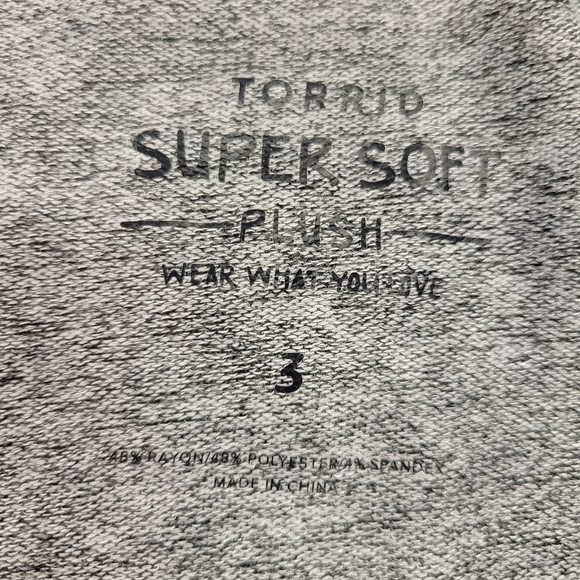 TORRID
SUPER SOFT
PLUSH
WEAR WHAT YOU LOVE
3
48% RAYON/48% POLYESTER/4% SPANDEX
MADE IN CHINA